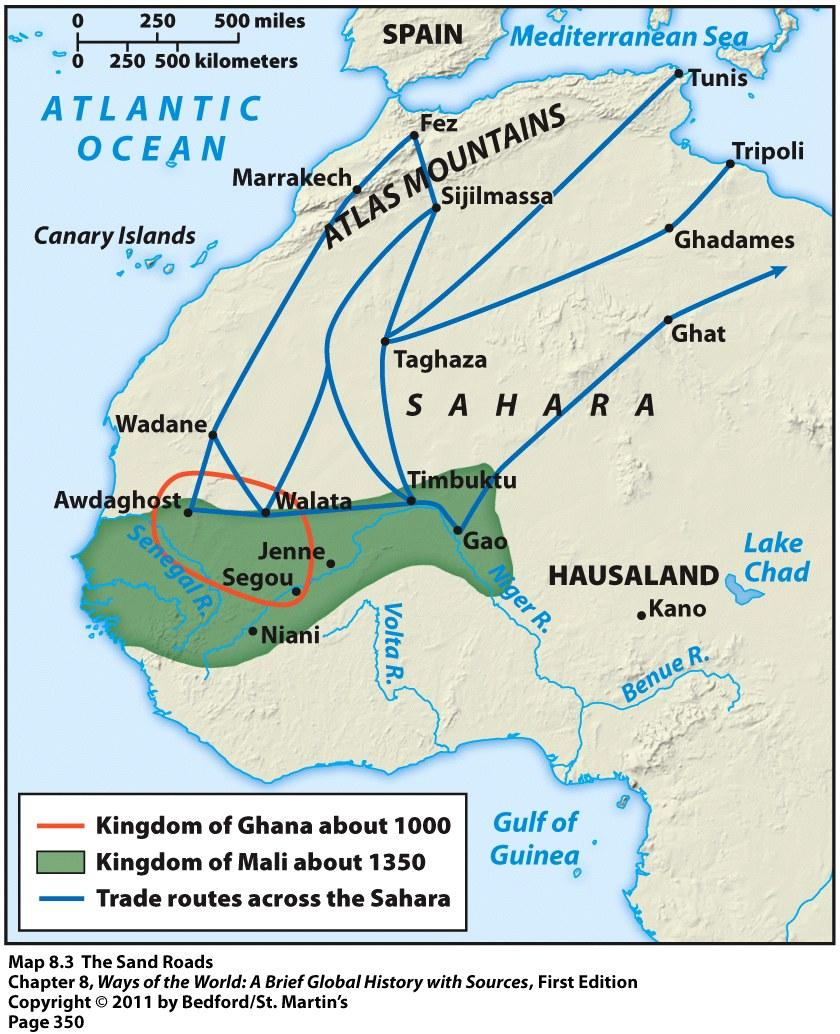 0 250 500 miles
0 250 500 kilometers
SPAIN
Mediterranean Sea
Tunis
ATLANTIC
OCEAN
Fez
ATLAS MOUNTAINS
Tripoli
Marrakech
Sijilmassa
Canary Islands
Ghadames
Ghat
Taghaza
SAHARA
Wadane
Timbuktu
Awdaghost
Walata
Gao
Senegal R.
Jenne
Segou
Niger R.
HAUSALAND
Lake
Chad
Kano
Niani
Volta R.
Benue R.
Kingdom of Ghana about 1000
Kingdom of Mali about 1350
Trade routes across the Sahara
Gulf of
Guinea
Map 8.3 The Sand Roads
Chapter 8, Ways of the World: A Brief Global History with Sources, First Edition
Copyright © 2011 by Bedford/St. Martin's
Page 350